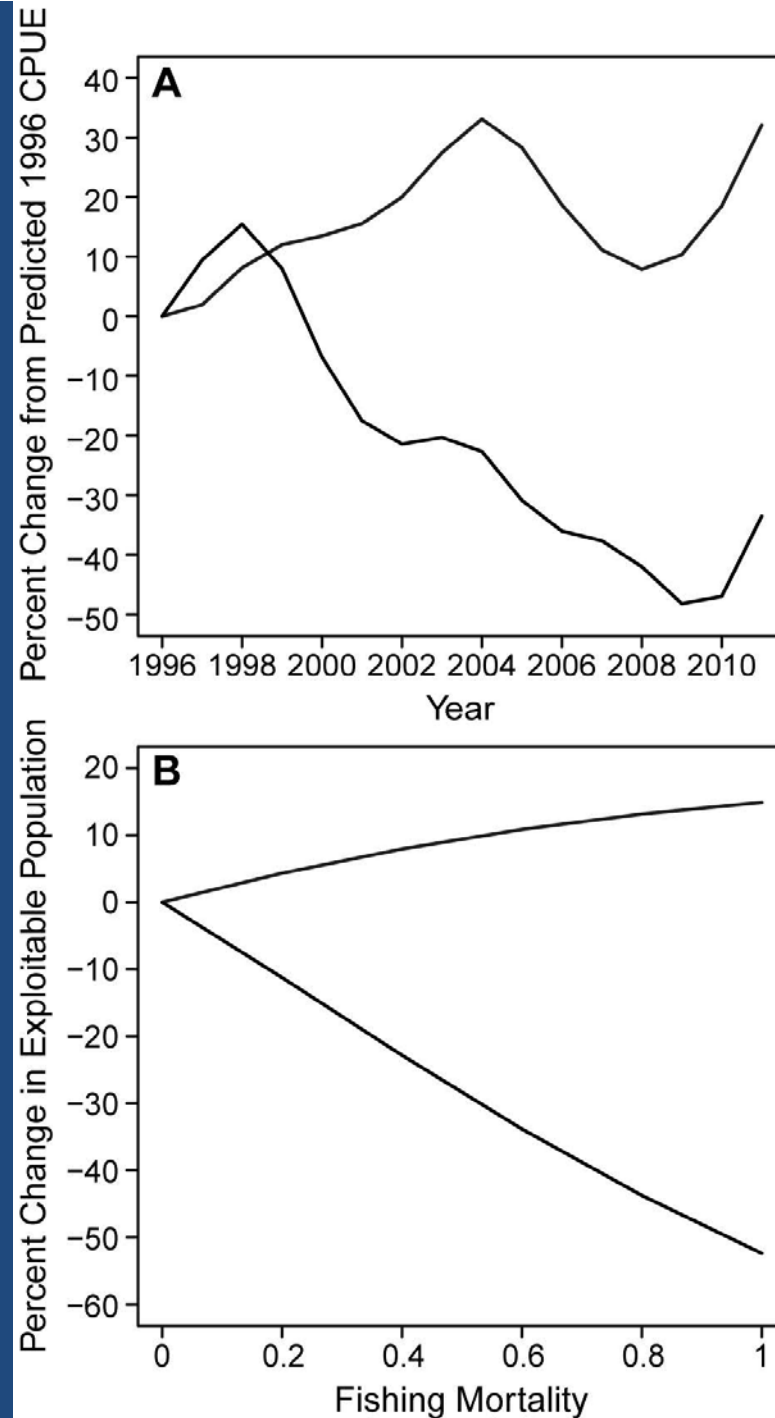 Percent Change from Predicted 1996 CPUE
A
40
30
20
10
0
−10
−20
−30
−40
−50
1996 1998 2000 2002 2004 2006 2008 2010
Year
Percent Change in Exploitable Population
B
20
10
0
−10
−20
−30
−40
−50
−60
0 0.2 0.4 0.6 0.8 1
Fishing Mortality